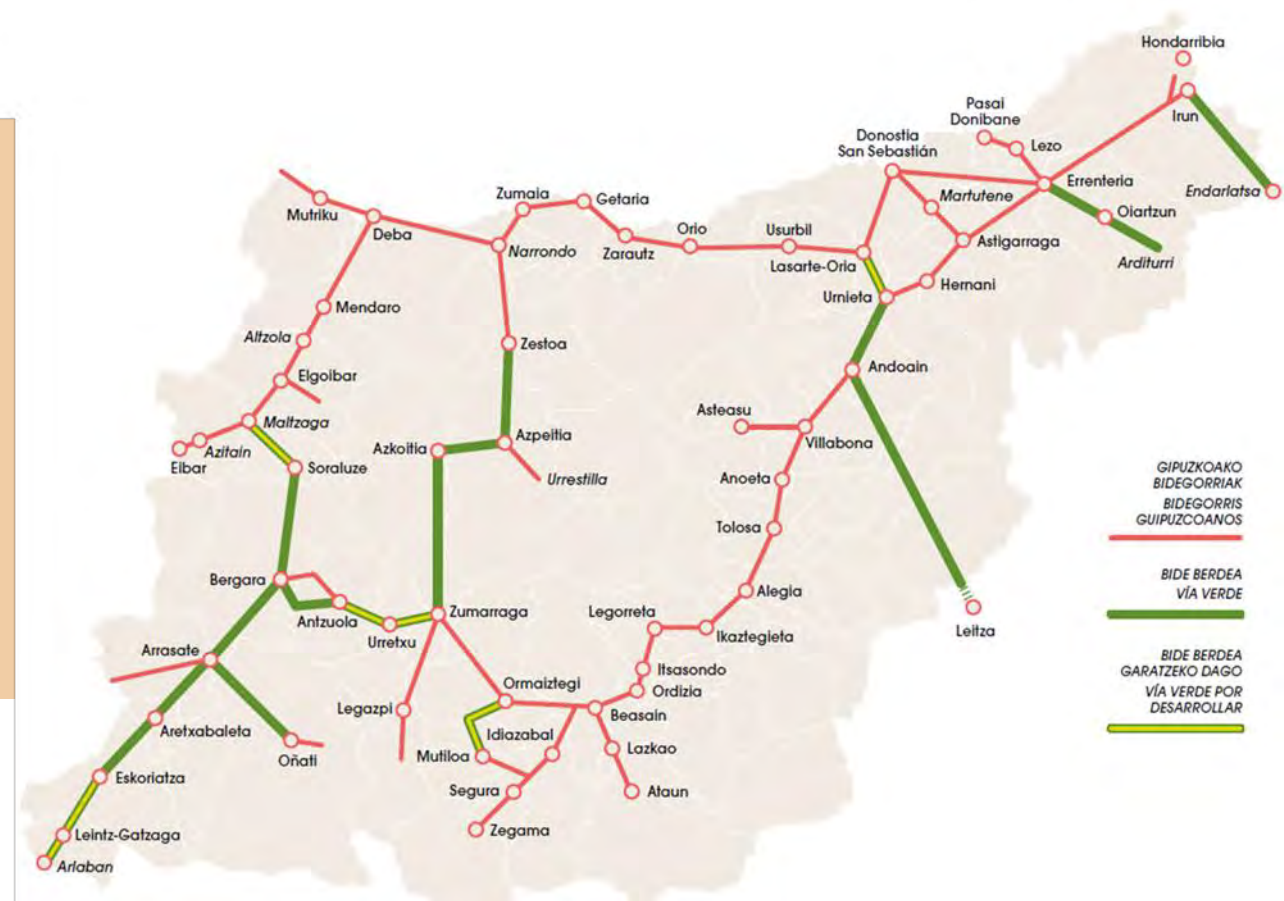 Hondarribia
Irun
Pasai
Donibane
Lezo
Donostia
San Sebastián
Errenteria
Endarlatsa
Martutene
Oiartzun
Zumaia
Getaria
Mutriku
Deba
Narrondo
Zarautz
Orio
Usurbil
Lasarte-Oria
Astigarraga
Arditurri
Urnieta
Hernani
Mendaro
Altzola
Zestoa
Andoain
Elgoibar
Maltzaga
Azitain
Eibar
Soraluze
Azkoitia
Azpeitia
Urrestilla
Asteasu
Villabona
Anoeta
Tolosa
Bergara
Antzuola
Urretxu
Zumarraga
Alegia
Legorreta
Ikaztegieta
Leitza
Arrasate
Itsasondo
Ordizia
Ormaiztegi
Legazpi
Beasain
Aretxabaleta
Oñati
Idiazabal
Mutiloa
Lazkao
Eskoriatza
Segura
Ataun
Zegama
Leintz-Gatzaga
Arlaban
GIPUZKOAKO
BIDEGORRIAK
BIDEGORRIS
GUIPUZCOANOS
BIDE BERDEA
VÍA VERDE
BIDE BERDEA
GARATZEKO DAGO
VÍA VERDE POR
DESARROLLAR